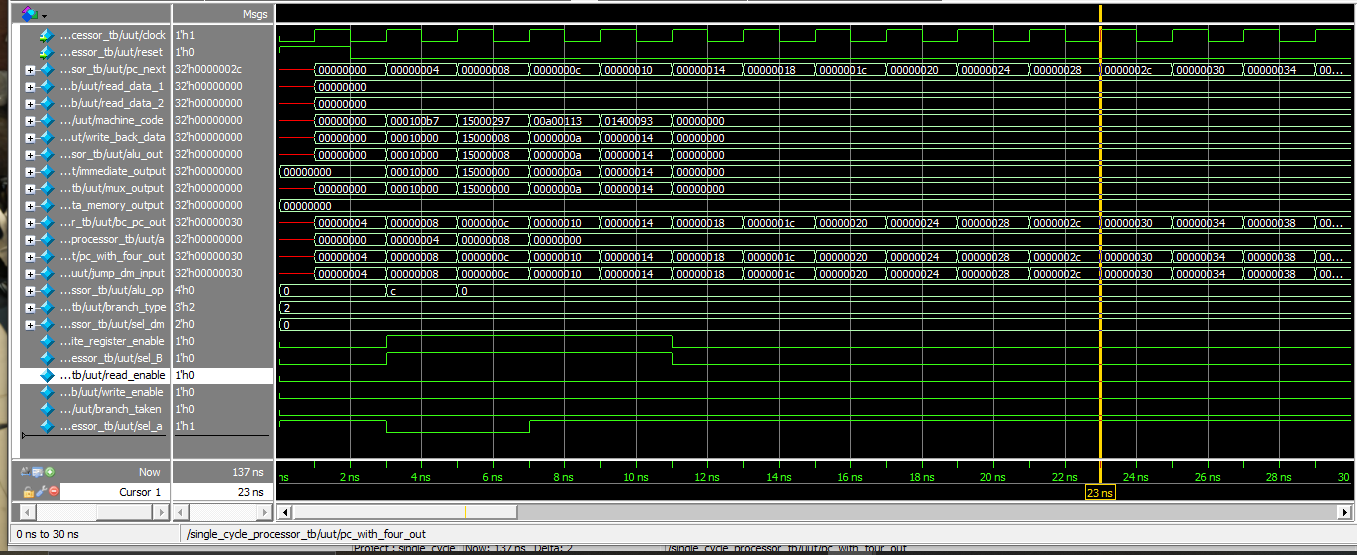 Msgs
...cessor_tb/uut/clock 1'h1
...essor_tb/uut/reset 1'h0
...sor_tb/uut/pc_next 32'h0000002c 00000000 00000004 00000008 0000000c 00000010 00000014 00000018 0000001c 00000020 00000024 00000028 0000002c 00000030 00000034 00...
...b/uut/read_data_1 32'h00000000 00000000
...b/uut/read_data_2 32'h00000000 00000000
.../uut/machine_code 32'h00000000 00000000 000100b7 15000297 00a00113 01400093 00000000
...ut/write_back_data 32'h00000000 00000000 00010000 15000008 0000000a 00000014 00000000
...sor_tb/uut/alu_out 32'h00000000 00000000 00010000 15000008 0000000a 00000014 00000000
...t/immediate_output 32'h00000000 00000000 00010000 15000000 0000000a 00000014 00000000
...tb/uut/mux_output 32'h00000000 00000000 00010000 15000000 0000000a 00000014 00000000
...ta_memory_output 32'h00000000 00000000
...r_tb/uut/bc_pc_out 32'h00000030 00000004 00000008 0000000c 00000010 00000014 00000018 0000001c 00000020 00000024 00000028 0000002c 00000030 00000034 00000038 00...
...processor_tb/uut/a 32'h00000000 00000000 00000004 00000008 00000000
...t/pc_with_four_out 32'h00000030 00000004 00000008 0000000c 00000010 00000014 00000018 0000001c 00000020 00000024 00000028 0000002c 00000030 00000034 00000038 00...
...uut/jump_dm_input 32'h00000030 00000004 00000008 0000000c 00000010 00000014 00000018 0000001c 00000020 00000024 00000028 0000002c 00000030 00000034 00000038 00...
...ssor_tb/uut/alu_op 4'h0 0 c 0
...tb/uut/branch_type 3'h2 2
...ssor_tb/uut/sel_dm 2'h0 0
...ite_register_enable 1'h0
...essor_tb/uut/sel_B 1'h0
...tb/uut/read_enable 1'h0
...b/uut/write_enable 1'h0
.../uut/branch_taken 1'h0
...essor_tb/uut/sel_a 1'h1
Now 137 ns ns 2 ns 4 ns 6 ns 8 ns 10 ns 12 ns 14 ns 16 ns 18 ns 20 ns 22 ns 24 ns 26 ns 28 ns 30
Cursor 1 23 ns 23 ns
0 ns to 30 ns /single_cycle_processor_tb/uut/pc_with_four_out
Project : single_cycle Now: 137 ns Delta: 2 /single_cycle_processor_tb/uut/pc_with_four_out